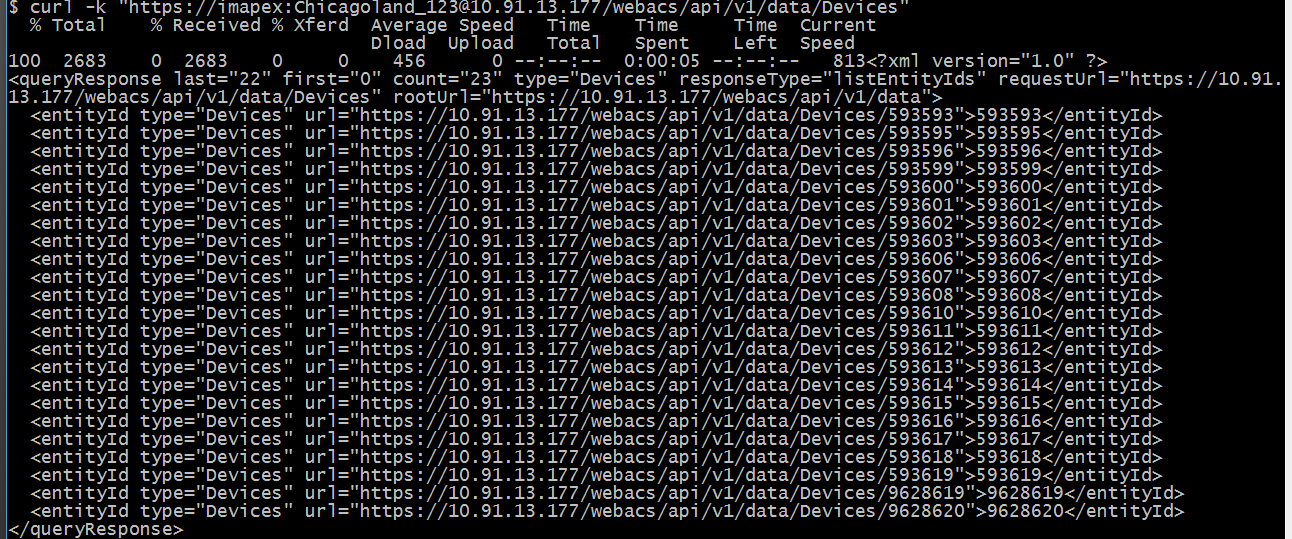 $ curl -k "https://imapex:Chicagoland_123@10.91.13.177/webacs/api/v1/data/Devices"
  % Total    % Received % Xferd  Average Speed   Time    Time     Time  Current
                                 Dload  Upload   Total   Spent    Left  Speed
100  2683    0  2683    0     0    456      0 --:--:--  0:00:05 --:--:--   813<?xml version="1.0" ?>
<queryResponse last="22" first="0" count="23" type="Devices" responseType="listEntityIds" requestUrl="https://10.91.
13.177/webacs/api/v1/data/Devices" rootUrl="https://10.91.13.177/webacs/api/v1/data">
  <entityId type="Devices" url="https://10.91.13.177/webacs/api/v1/data/Devices/593593">593593</entityId>
  <entityId type="Devices" url="https://10.91.13.177/webacs/api/v1/data/Devices/593595">593595</entityId>
  <entityId type="Devices" url="https://10.91.13.177/webacs/api/v1/data/Devices/593596">593596</entityId>
  <entityId type="Devices" url="https://10.91.13.177/webacs/api/v1/data/Devices/593599">593599</entityId>
  <entityId type="Devices" url="https://10.91.13.177/webacs/api/v1/data/Devices/593600">593600</entityId>
  <entityId type="Devices" url="https://10.91.13.177/webacs/api/v1/data/Devices/593601">593601</entityId>
  <entityId type="Devices" url="https://10.91.13.177/webacs/api/v1/data/Devices/593602">593602</entityId>
  <entityId type="Devices" url="https://10.91.13.177/webacs/api/v1/data/Devices/593603">593603</entityId>
  <entityId type="Devices" url="https://10.91.13.177/webacs/api/v1/data/Devices/593606">593606</entityId>
  <entityId type="Devices" url="https://10.91.13.177/webacs/api/v1/data/Devices/593607">593607</entityId>
  <entityId type="Devices" url="https://10.91.13.177/webacs/api/v1/data/Devices/593608">593608</entityId>
  <entityId type="Devices" url="https://10.91.13.177/webacs/api/v1/data/Devices/593610">593610</entityId>
  <entityId type="Devices" url="https://10.91.13.177/webacs/api/v1/data/Devices/593611">593611</entityId>
  <entityId type="Devices" url="https://10.91.13.177/webacs/api/v1/data/Devices/593612">593612</entityId>
  <entityId type="Devices" url="https://10.91.13.177/webacs/api/v1/data/Devices/593613">593613</entityId>
  <entityId type="Devices" url="https://10.91.13.177/webacs/api/v1/data/Devices/593614">593614</entityId>
  <entityId type="Devices" url="https://10.91.13.177/webacs/api/v1/data/Devices/593615">593615</entityId>
  <entityId type="Devices" url="https://10.91.13.177/webacs/api/v1/data/Devices/593616">593616</entityId>
  <entityId type="Devices" url="https://10.91.13.177/webacs/api/v1/data/Devices/593617">593617</entityId>
  <entityId type="Devices" url="https://10.91.13.177/webacs/api/v1/data/Devices/593618">593618</entityId>
  <entityId type="Devices" url="https://10.91.13.177/webacs/api/v1/data/Devices/593619">593619</entityId>
  <entityId type="Devices" url="https://10.91.13.177/webacs/api/v1/data/Devices/9628619">9628619</entityId>
  <entityId type="Devices" url="https://10.91.13.177/webacs/api/v1/data/Devices/9628620">9628620</entityId>
</queryResponse>